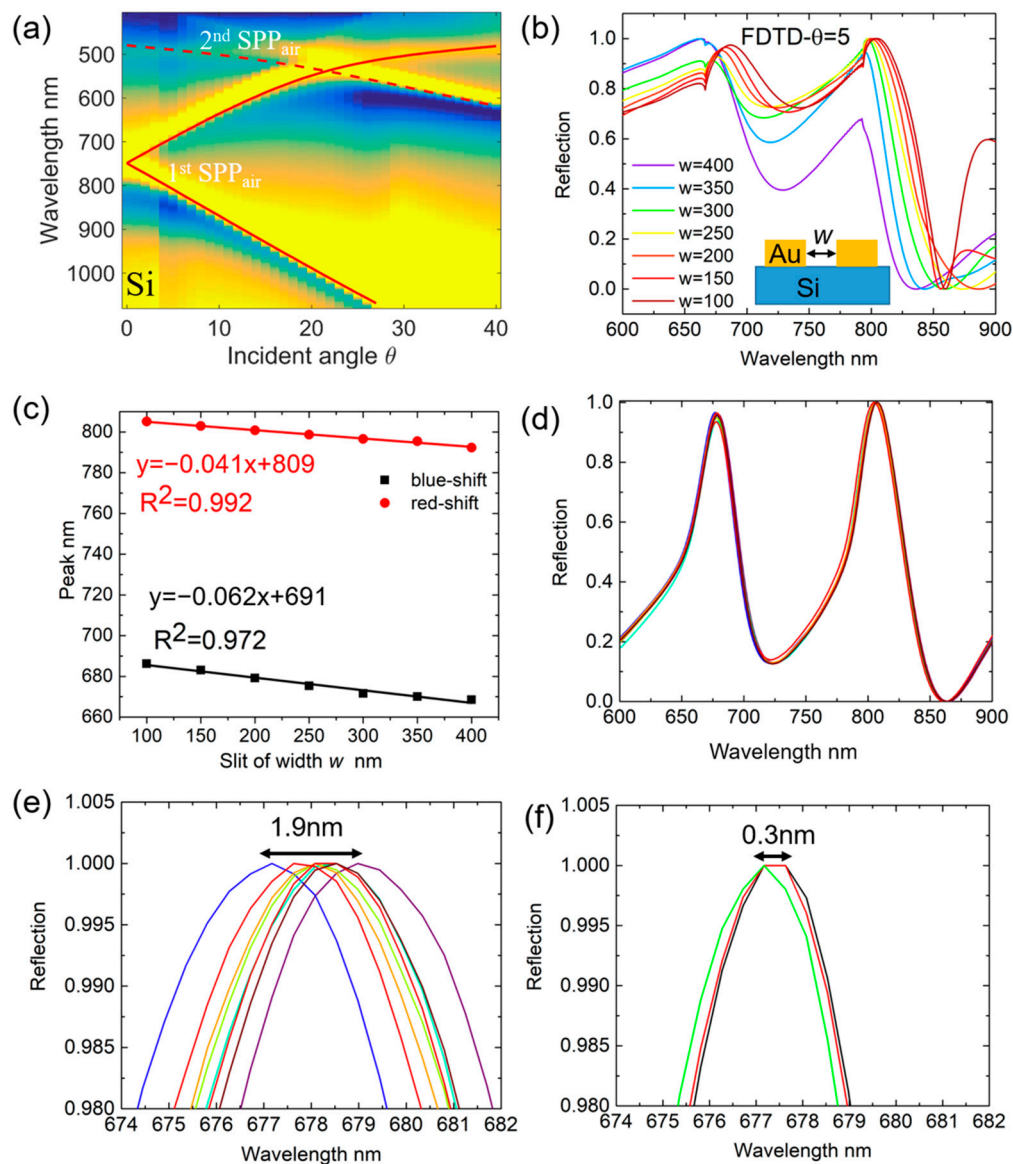 (a)
500
600
700
800
900
1000
Wavelength nm
2nd SPPair
1st SPPair
Si
0
10
20
30
40
Incident angle θ
(b)
FDTD-θ=5
1.0
0.8
0.6
0.4
0.2
0.0
Reflection
w=400
w=350
w=300
w=250
w=200
w=150
w=100
Au
w
Si
600
650
700
750
800
850
900
Wavelength nm
(c)
800
780
760
740
720
700
680
660
Peak nm
y=−0.041x+809
R2=0.992
blue-shift
red-shift
y=−0.062x+691
R2=0.972
100
150
200
250
300
350
400
Slit of width w nm
(d)
1.0
0.8
0.6
0.4
0.2
0.0
Reflection
600
650
700
750
800
850
900
Wavelength nm
(e)
1.005
1.000
0.995
0.990
0.985
0.980
Reflection
1.9nm
674
675
676
677
678
679
680
681
682
Wavelength nm
(f)
1.005
1.000
0.995
0.990
0.985
0.980
Reflection
0.3nm
674
675
676
677
678
679
680
681
682
Wavelength nm